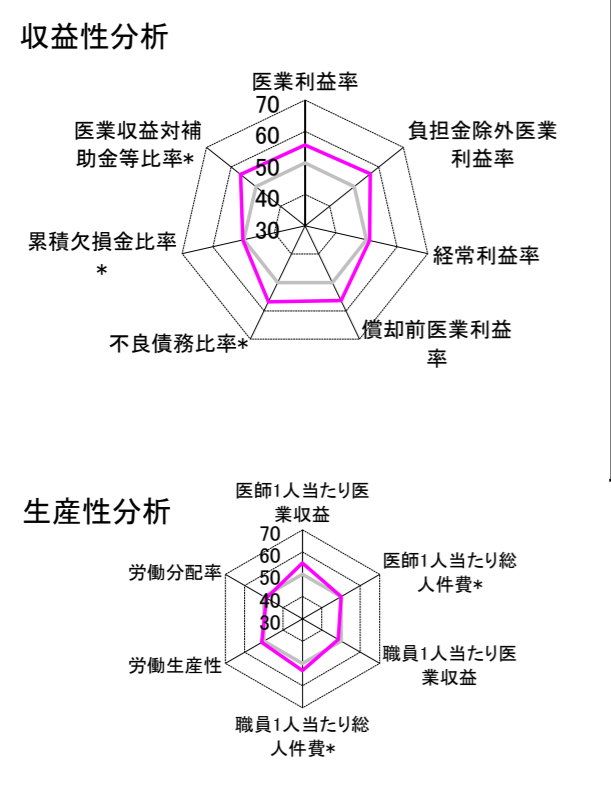 収益性分析
医業利益率
70
60
50
40
30
負担金除外医業
利益率
経常利益率
償却前医業利益
率
不良債務比率*
累積欠損金比率
*
医業収益対補
助金等比率*
生産性分析
医師1人当たり医
業収益
70
60
50
40
30
医師1人当たり総
人件費*
職員1人当たり医
業収益
職員1人当たり総
人件費*
労働生産性
労働分配率